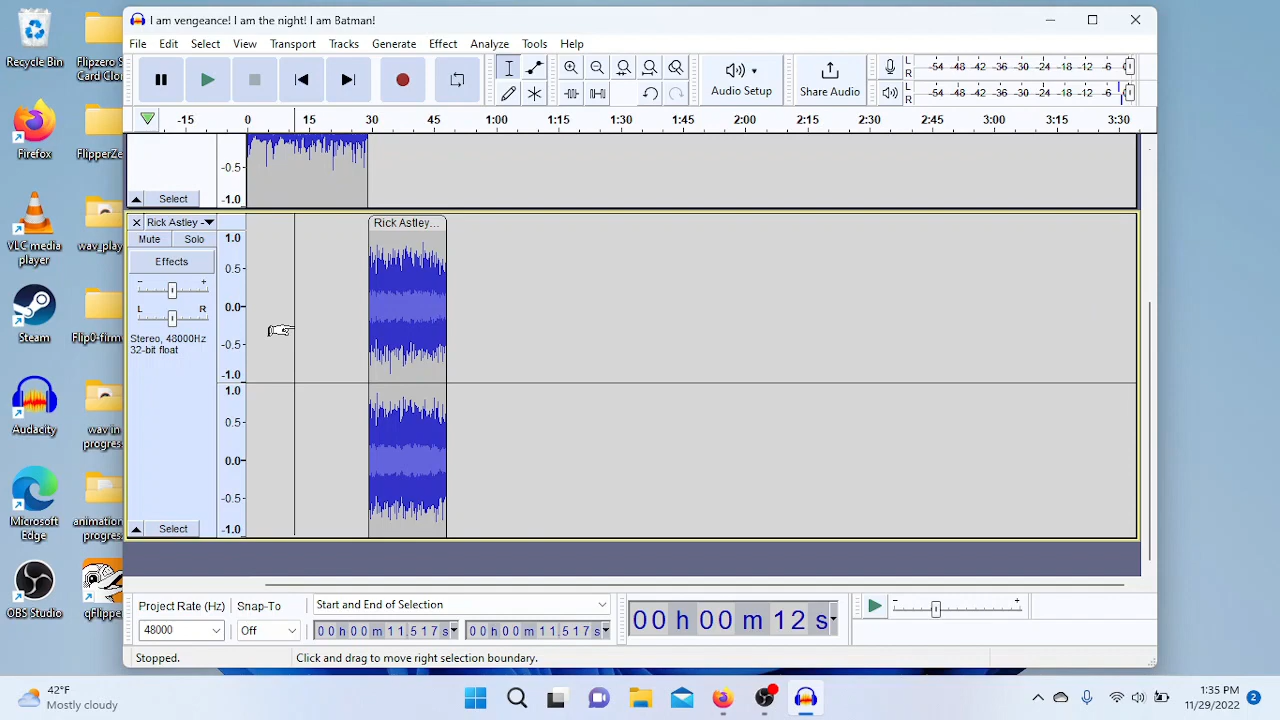 I am vengeance! I am the night! I am Batman!
File Edit Select View Transport Tracks Generate Effect Analyze Tools Help
Audio Setup
Share Audio
L
R
-54 -48 -42 -36 -30 -24 -18 -12 -6 0
L
R
-54 -48 -42 -36 -30 -24 -18 -12 -6 0
-15 0 15 30 45 1:00 1:15 1:30 1:45 2:00 2:15 2:30 2:45 3:00 3:15 3:30
-0.5
-1.0
Select
Rick Astley -
Mute Solo
Effects
- +
L R
Stereo, 48000Hz
32-bit float
Select
1.0
0.5
0.0
-0.5
-1.0
1.0
0.5
0.0
-0.5
-1.0
Rick Astley...
Project Rate (Hz)
48000
Snap-To
Off
Start and End of Selection
00 h 00 m 11.517 s
00 h 00 m 11.517 s
00 h 00 m 12 s
- +
Stopped.
Click and drag to move right selection boundary.
Recycle Bin
Firefox
VLC media
player
Steam
Audacity
Microsoft
Edge
OBS Studio
Flipzero S
Card Clon
FlipperZe
wav_play
Flip0-firm
wav in
progres
animation
progres
qFlippe
42°F
Mostly cloudy
1:35 PM
11/29/2022
2